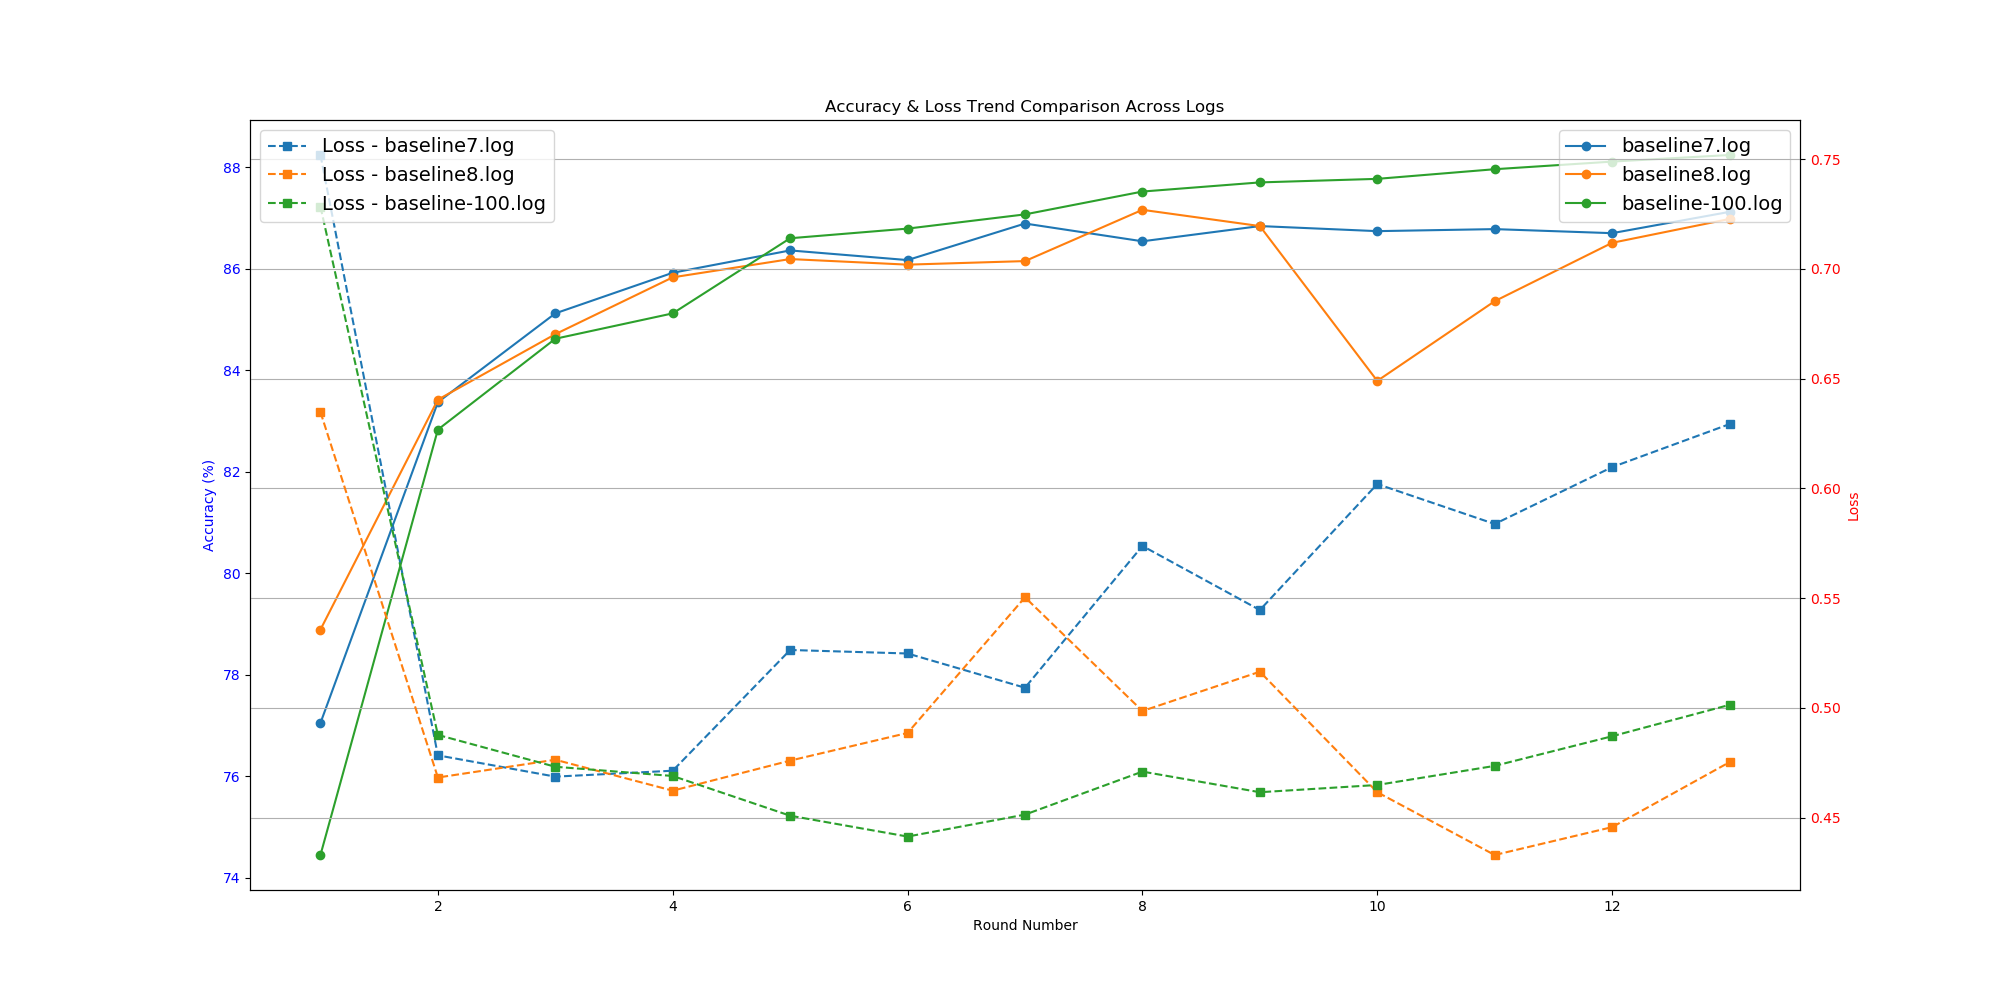 Accuracy & Loss Trend Comparison Across Logs
Loss - baseline7.log
Loss - baseline8.log
Loss - baseline-100.log
baseline7.log
baseline8.log
baseline-100.log
Accuracy (%)
88
86
84
82
80
78
76
74
0.75
0.70
0.65
0.60
0.55
0.50
0.45
Loss
2 4 6 8 10 12
Round Number